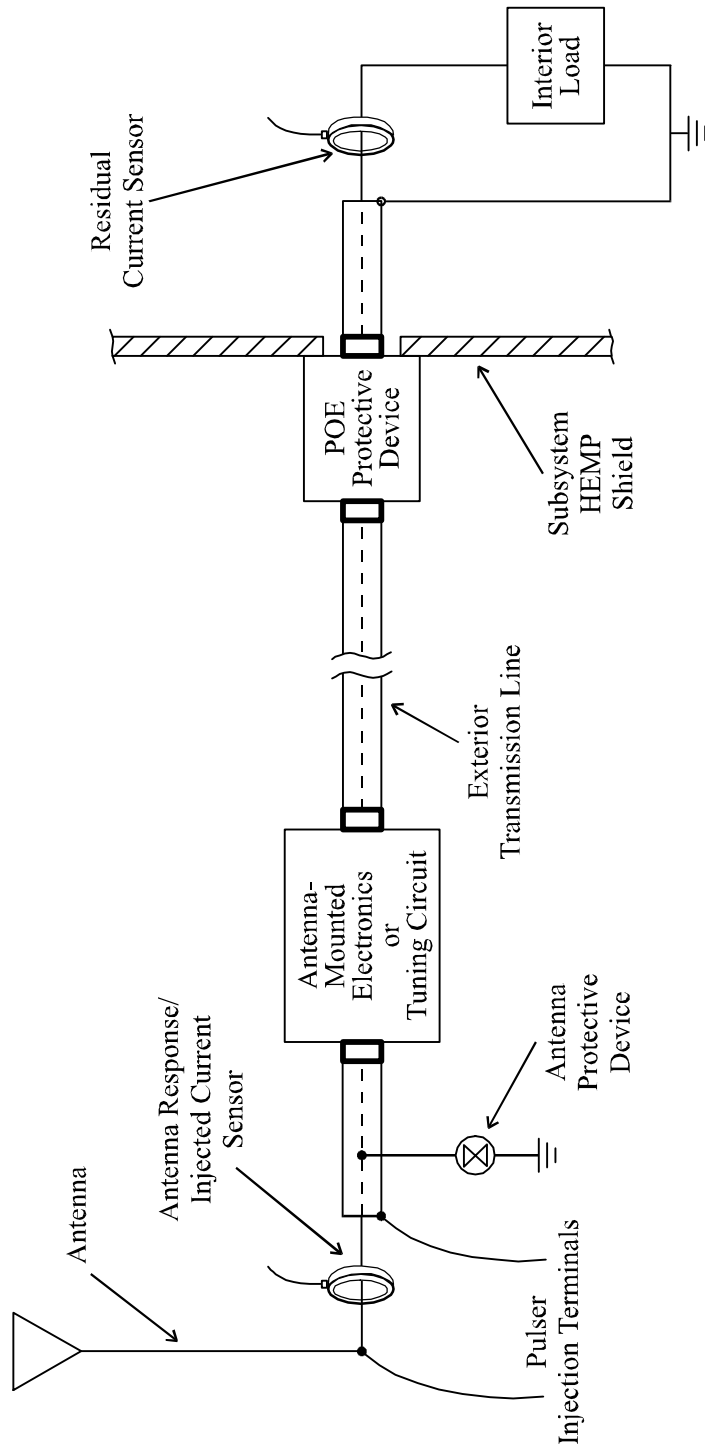 Antenna
Antenna Response/
Injected Current
Sensor
Pulser
Injection Terminals
Antenna
Protective
Device
Antenna-
Mounted
Electronics
or
Tuning Circuit
Exterior
Transmission Line
POE
Protective
Device
Subsystem
HEMP
Shield
Residual
Current Sensor
Interior
Load